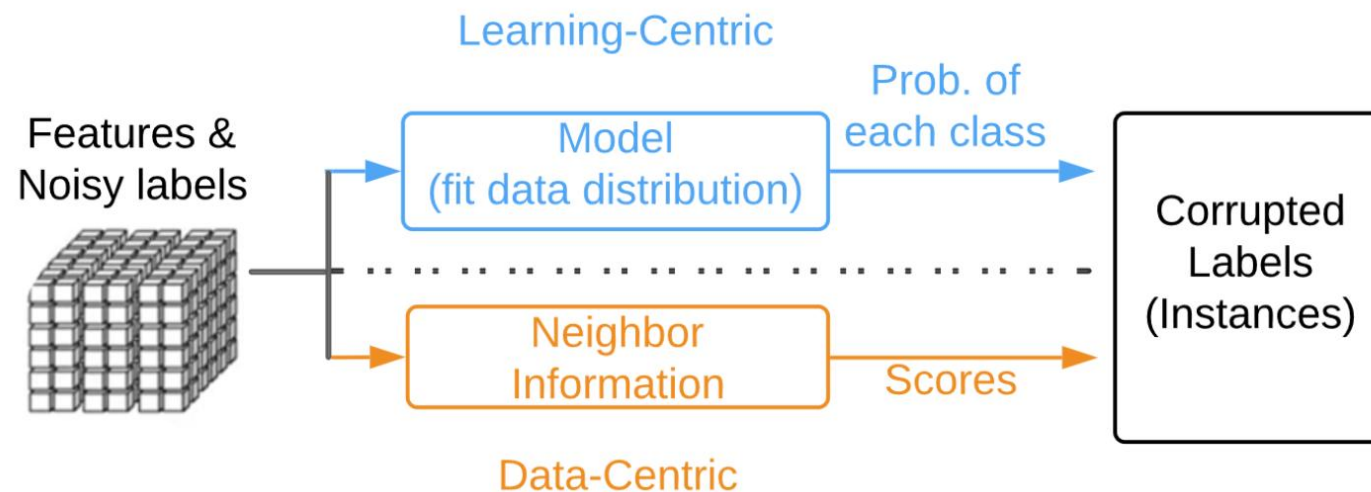 Learning-Centric
Features &
Noisy labels
Model
(fit data distribution)
Prob. of
each class
Corrupted
Labels
(Instances)
Neighbor
Information
Scores
Data-Centric